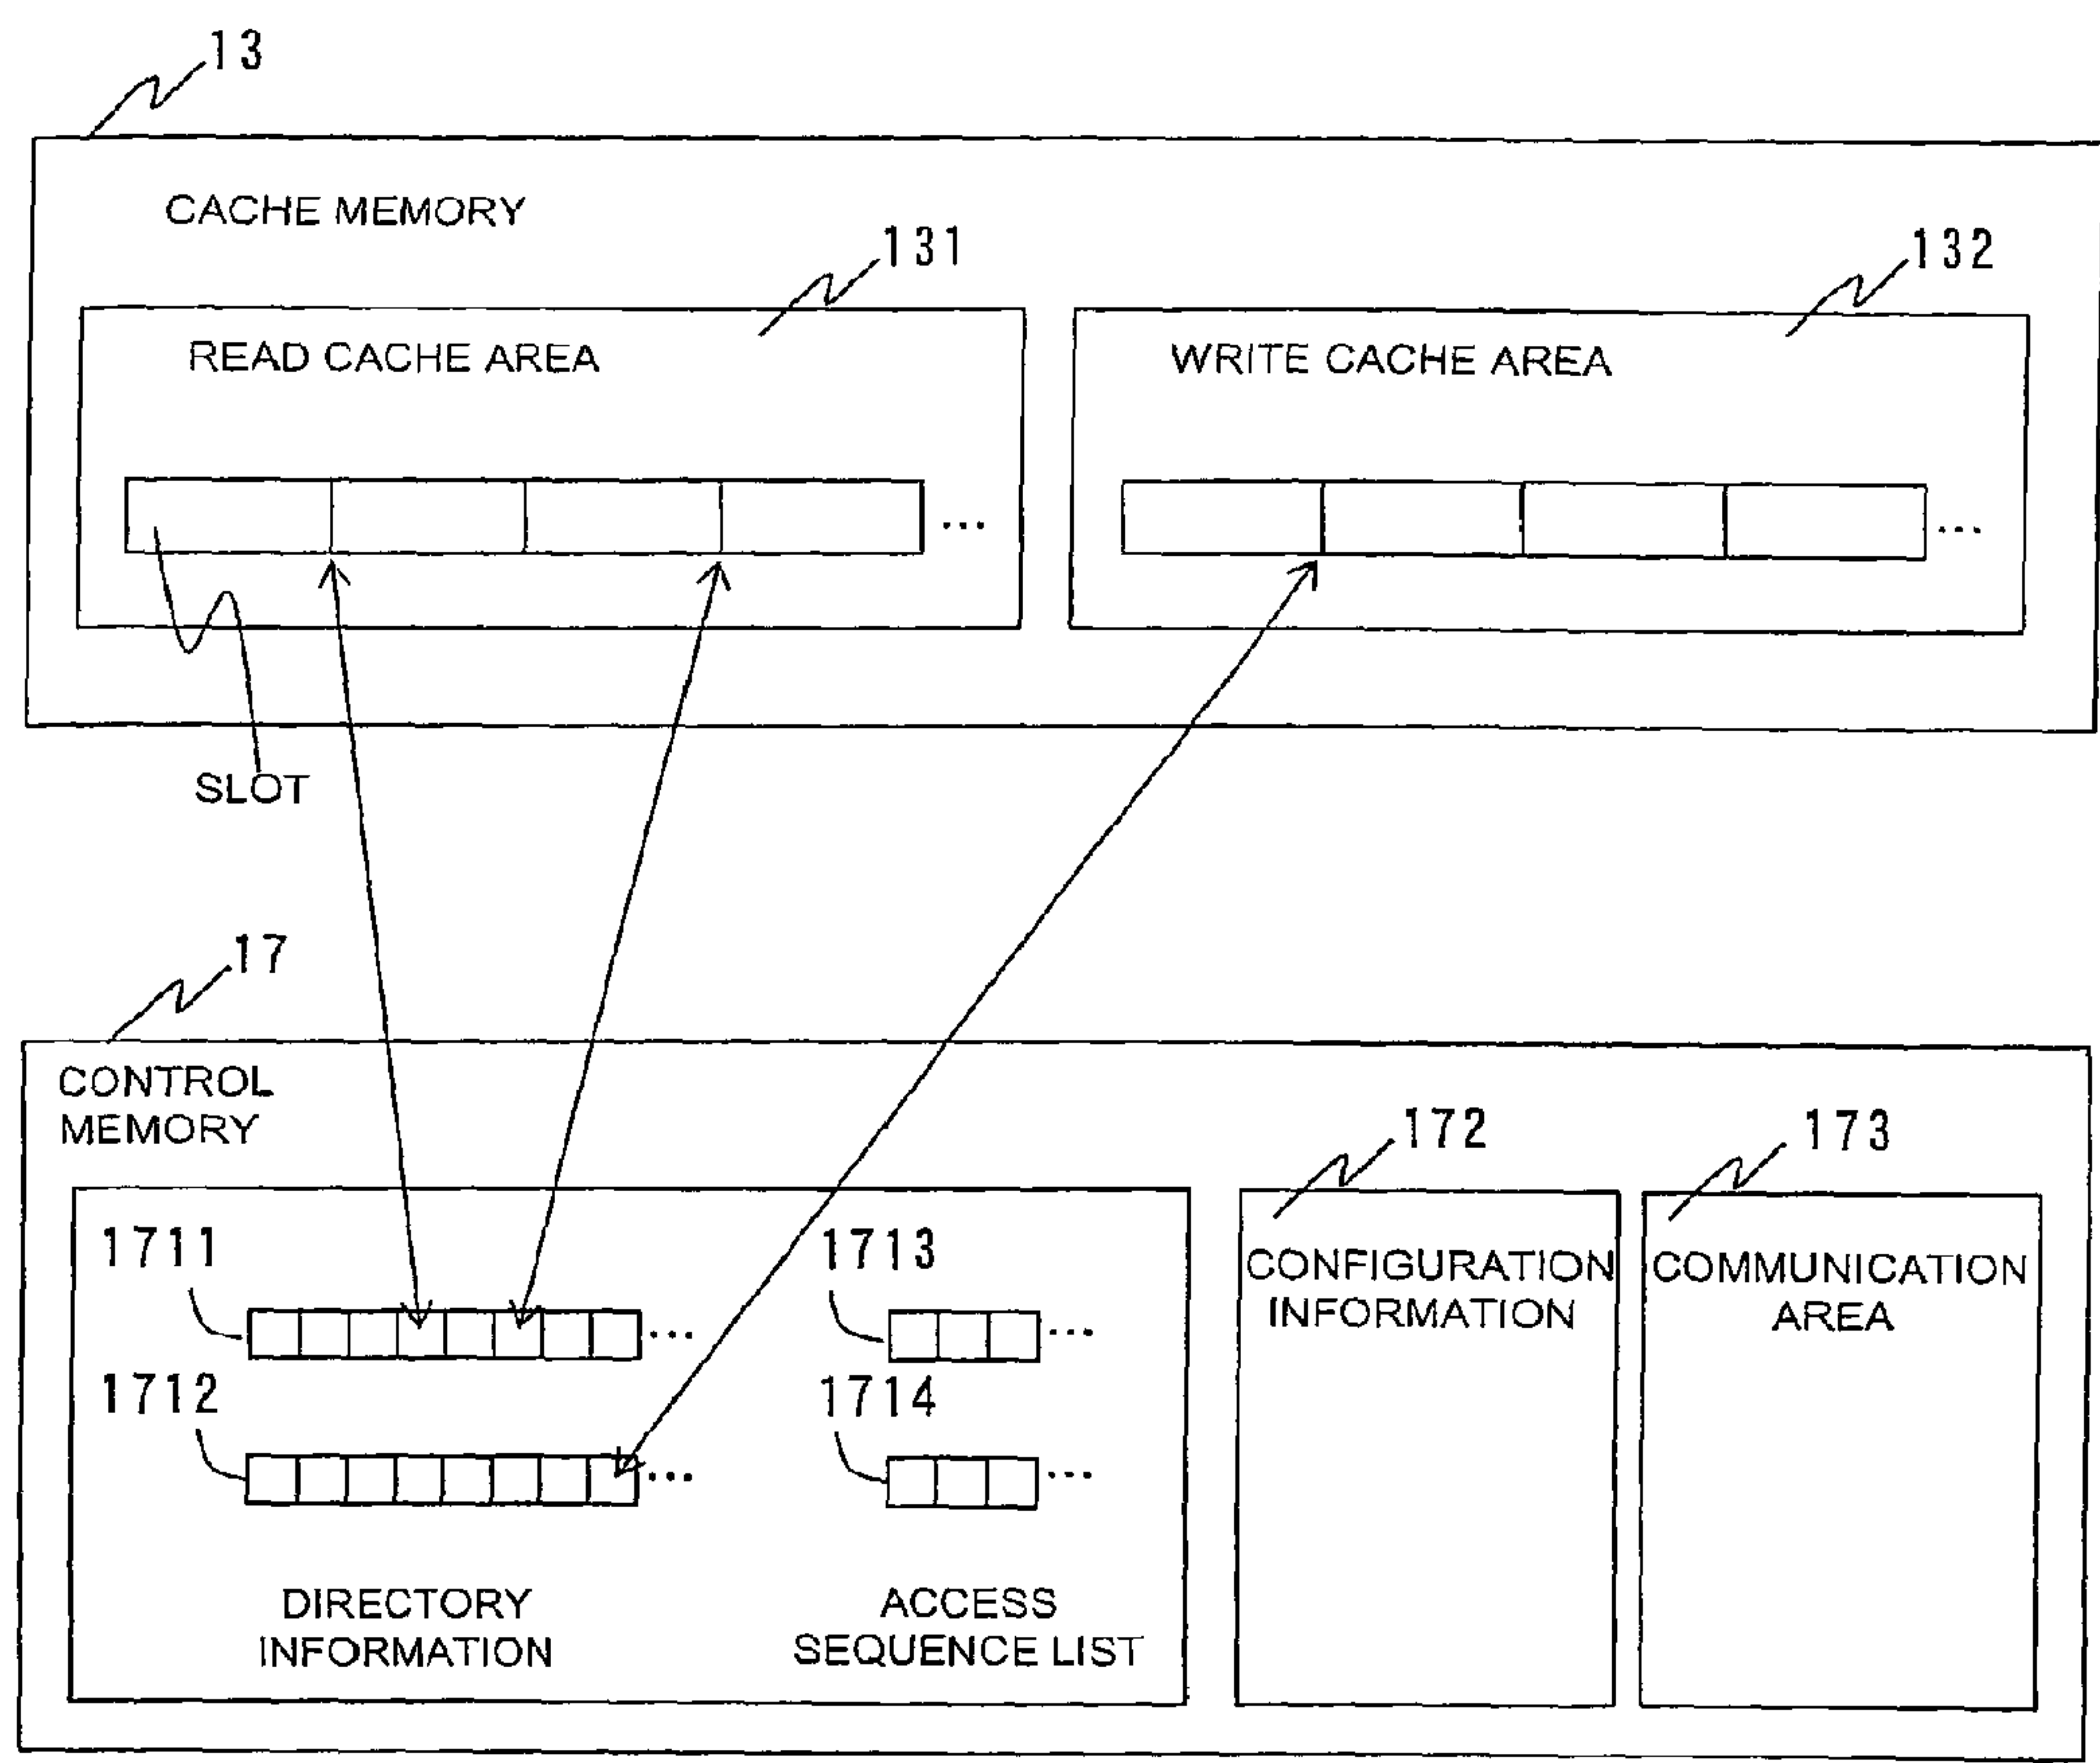 13
CACHE MEMORY
131
132
READ CACHE AREA
WRITE CACHE AREA
...
...
SLOT
17
CONTROL
MEMORY
172
173
1711
1713
CONFIGURATION
INFORMATION
COMMUNICATION
AREA
...
...
1712
1714
...
...
DIRECTORY
INFORMATION
ACCESS
SEQUENCE LIST